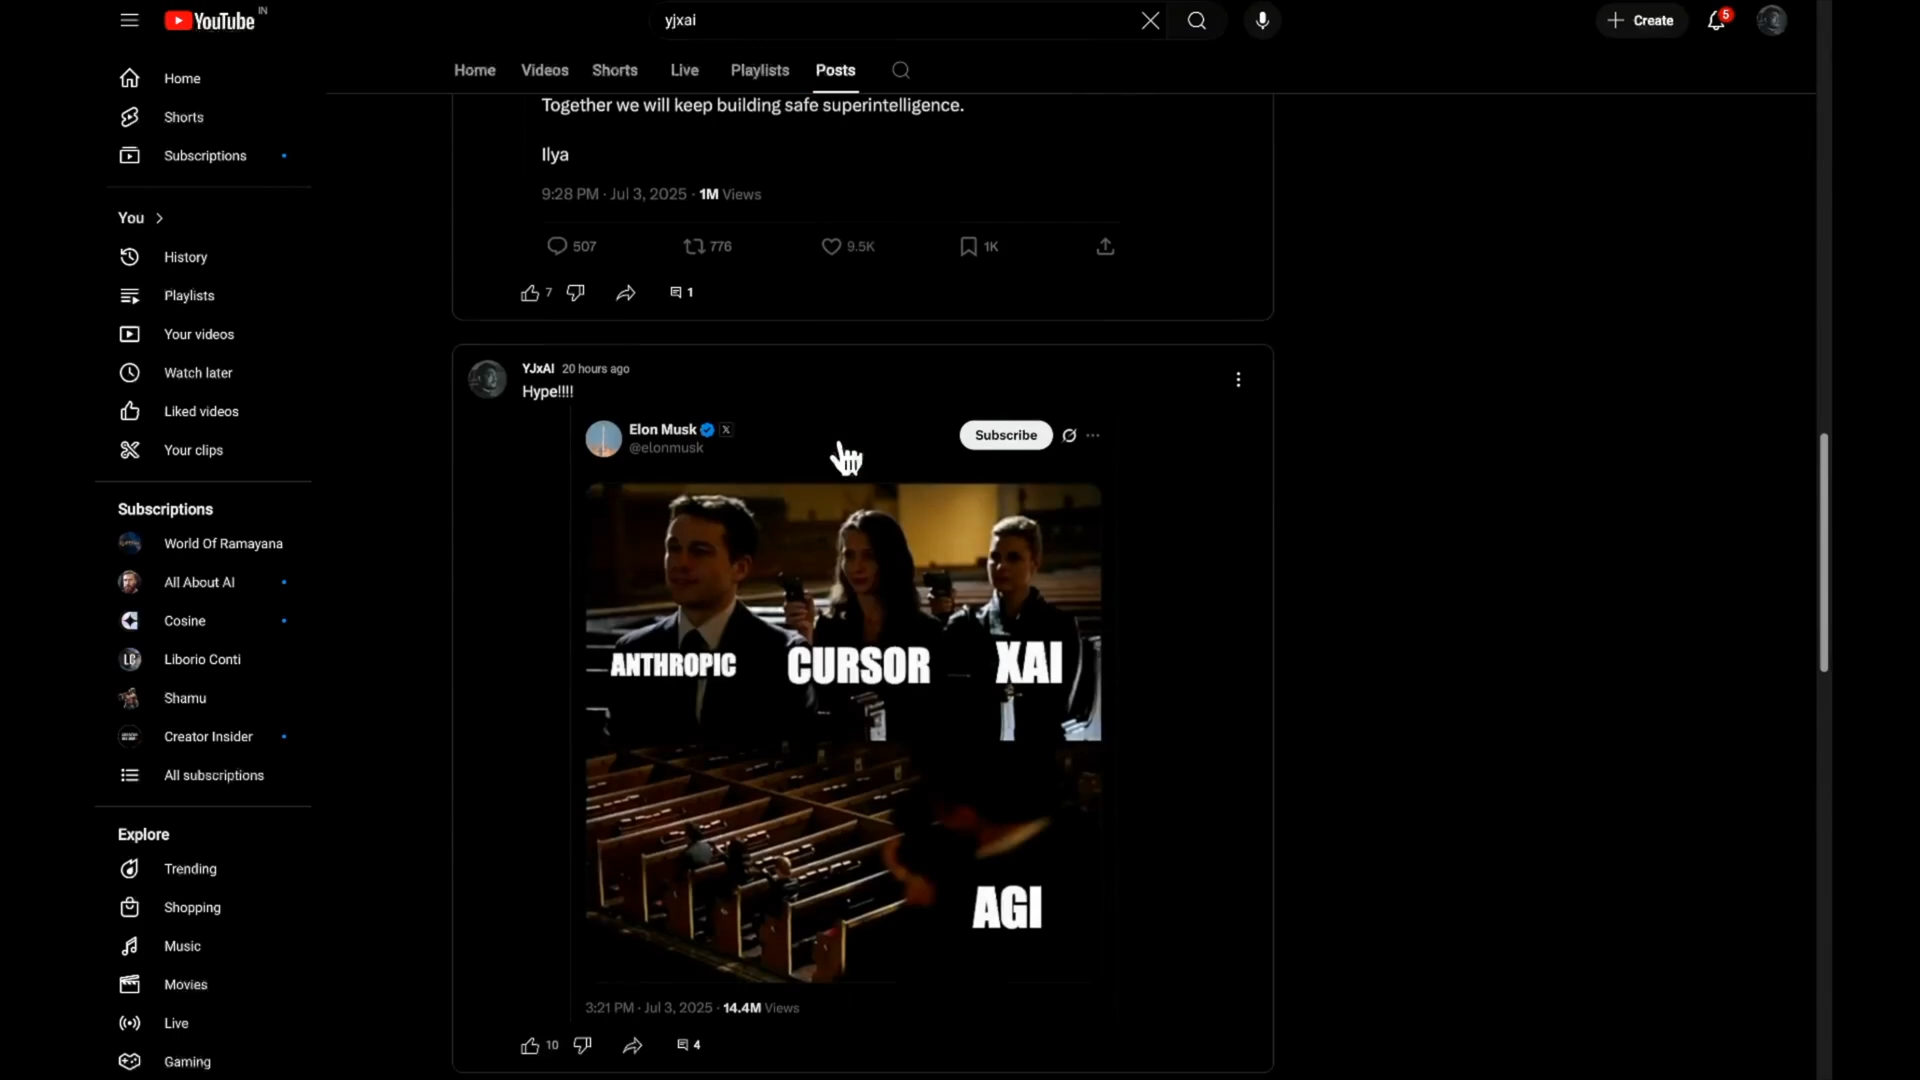 YouTube IN
yjxai
Create
5
Home
Shorts
Subscriptions
You
History
Playlists
Your videos
Watch later
Liked videos
Your clips
Subscriptions
World Of Ramayana
All About AI
Cosine
Liborio Conti
Shamu
Creator Insider
All subscriptions
Explore
Trending
Shopping
Music
Movies
Live
Gaming
Home Videos Shorts Live Playlists Posts
Together we will keep building safe superintelligence.
Ilya
9:28 PM · Jul 3, 2025 · 1M Views
507 776 9.5K 1K
7 1
YJxAI 20 hours ago
Hype!!!!
Elon Musk X
@elonmusk
Subscribe
ANTHROPIC CURSOR XAI
AGI
3:21 PM · Jul 3, 2025 · 14.4M Views
10 4